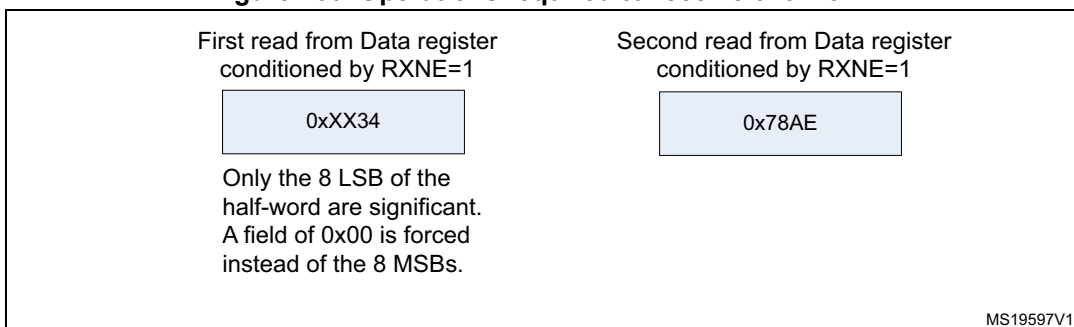 First read from Data register
conditioned by RXNE=1
0xXX34
Only the 8 LSB of the
half-word are significant.
A field of 0x00 is forced
instead of the 8 MSBs.
Second read from Data register
conditioned by RXNE=1
0x78AE
MS19597V1